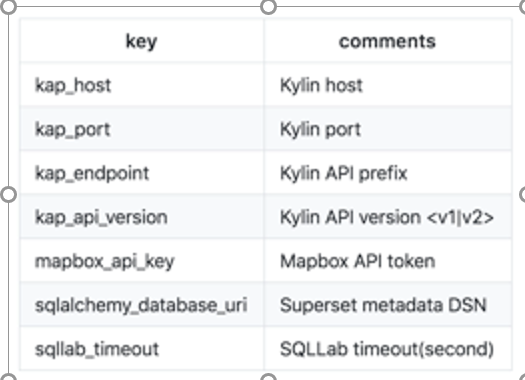 key comments
kap_host Kylin host
kap_port Kylin port
kap_endpoint Kylin API prefix
kap_api_version Kylin API version <v1|v2>
mapbox_api_key Mapbox API token
sqlalchemy_database_uri Superset metadata DSN
sqllab_timeout SQLLab timeout(second)